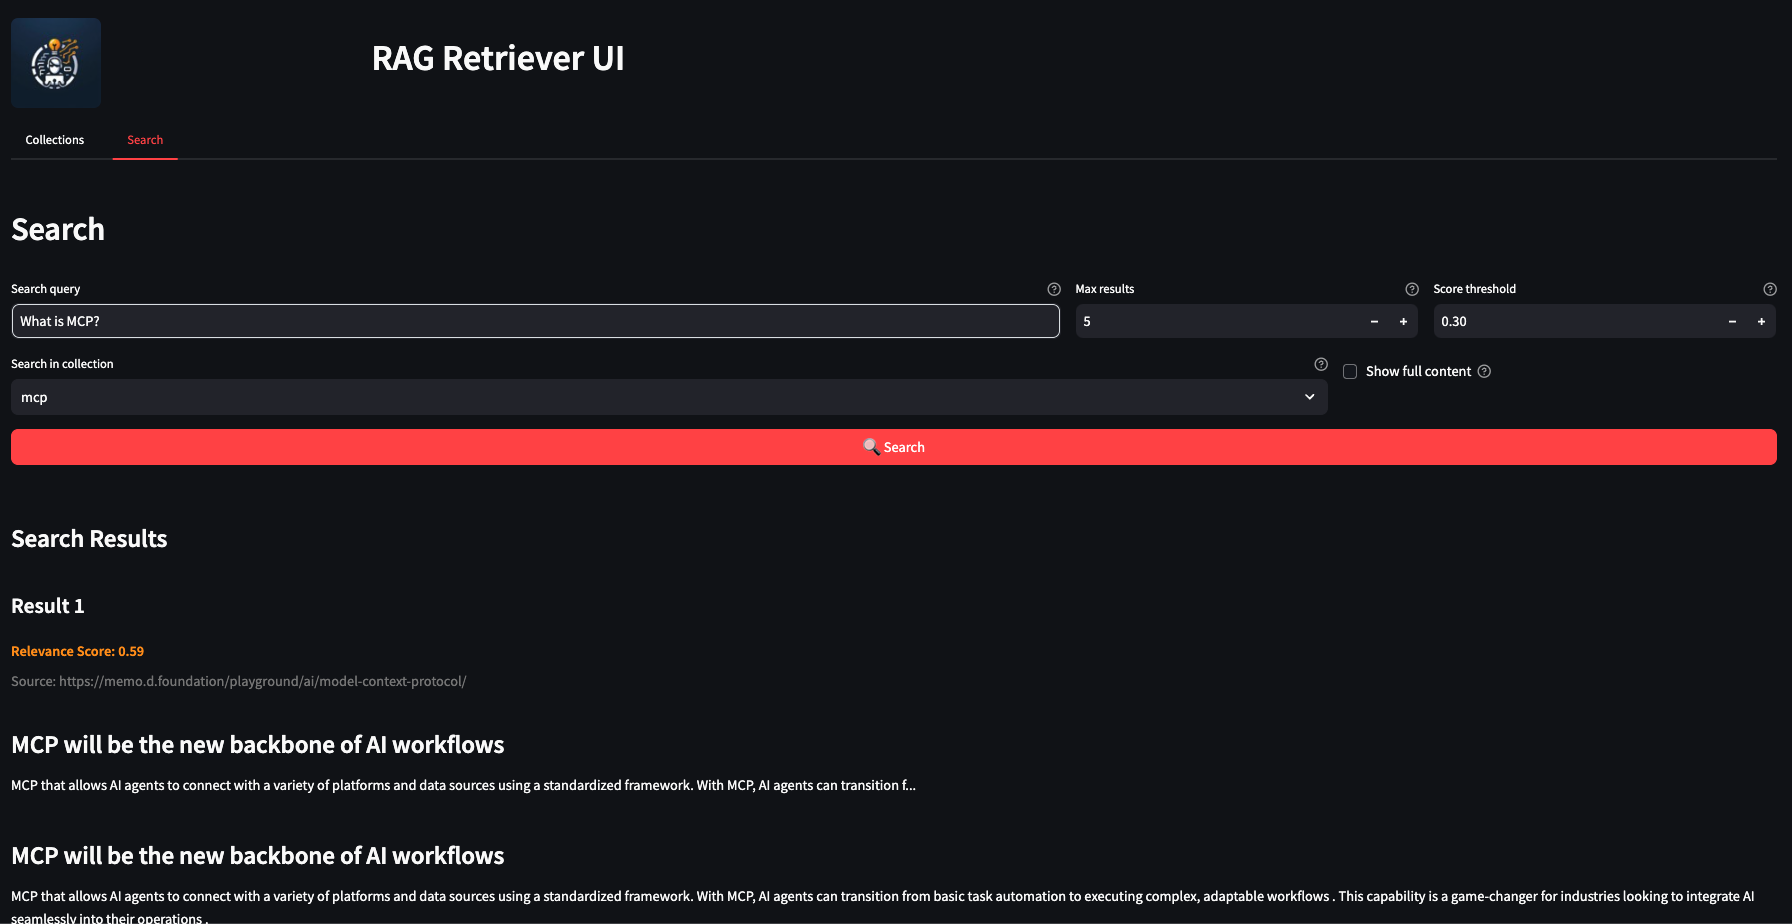 RAG Retriever UI
Collections
Search
Search
Search query
Max results
Score threshold
What is MCP?
5
0.30
Search in collection
Show full content
mcp
Search
Search Results
Result 1
Relevance Score: 0.59
Source: https://memo.d.foundation/playground/ai/model-context-protocol/
MCP will be the new backbone of AI workflows
MCP that allows AI agents to connect with a variety of platforms and data sources using a standardized framework. With MCP, AI agents can transition f...
MCP will be the new backbone of AI workflows
MCP that allows AI agents to connect with a variety of platforms and data sources using a standardized framework. With MCP, AI agents can transition from basic task automation to executing complex, adaptable workflows . This capability is a game-changer for industries looking to integrate AI
seamlessly into their operations .